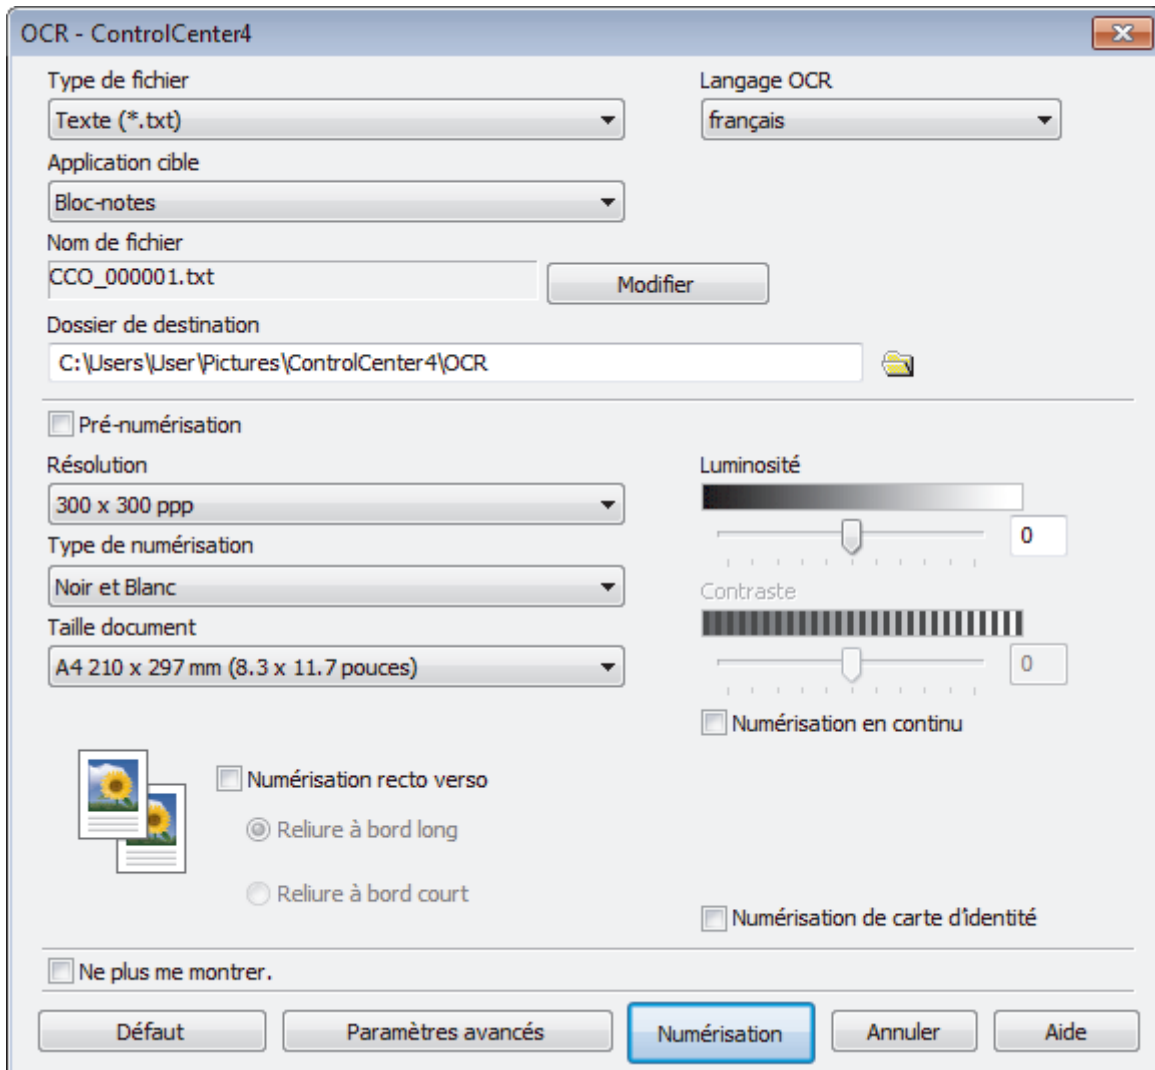 OCR - ControlCenter4
Type de fichier
Langage OCR
Texte (*.txt)
français
Application cible
Bloc-notes
Nom de fichier
CCO_000001.txt
Modifier
Dossier de destination
C:\Users\User\Pictures\ControlCenter4\OCR
Pré-numérisation
Résolution
Luminosité
300 x 300 ppp
0
Type de numérisation
Noir et Blanc
Contraste
Taille document
A4 210 x 297 mm (8.3 x 11.7 pouces)
0
Numérisation en continu
Numérisation recto verso
Reliure à bord long
Reliure à bord court
Numérisation de carte d'identité
Ne plus me montrer.
Défaut
Paramètres avancés
Numérisation
Annuler
Aide